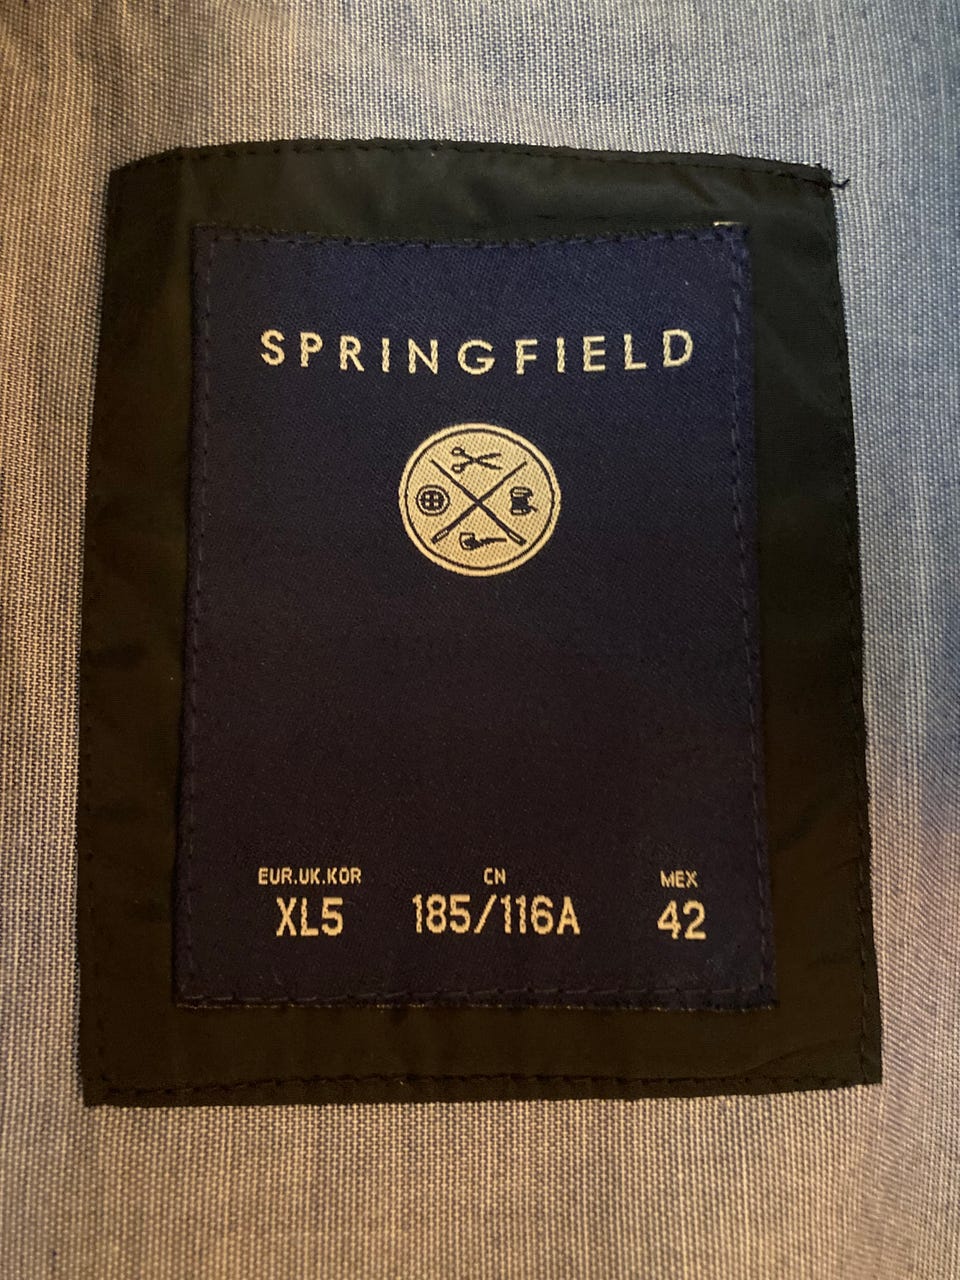 SPRINGFIELD
EUR.UK.KOR CN MEX
XL5 185/116A 42